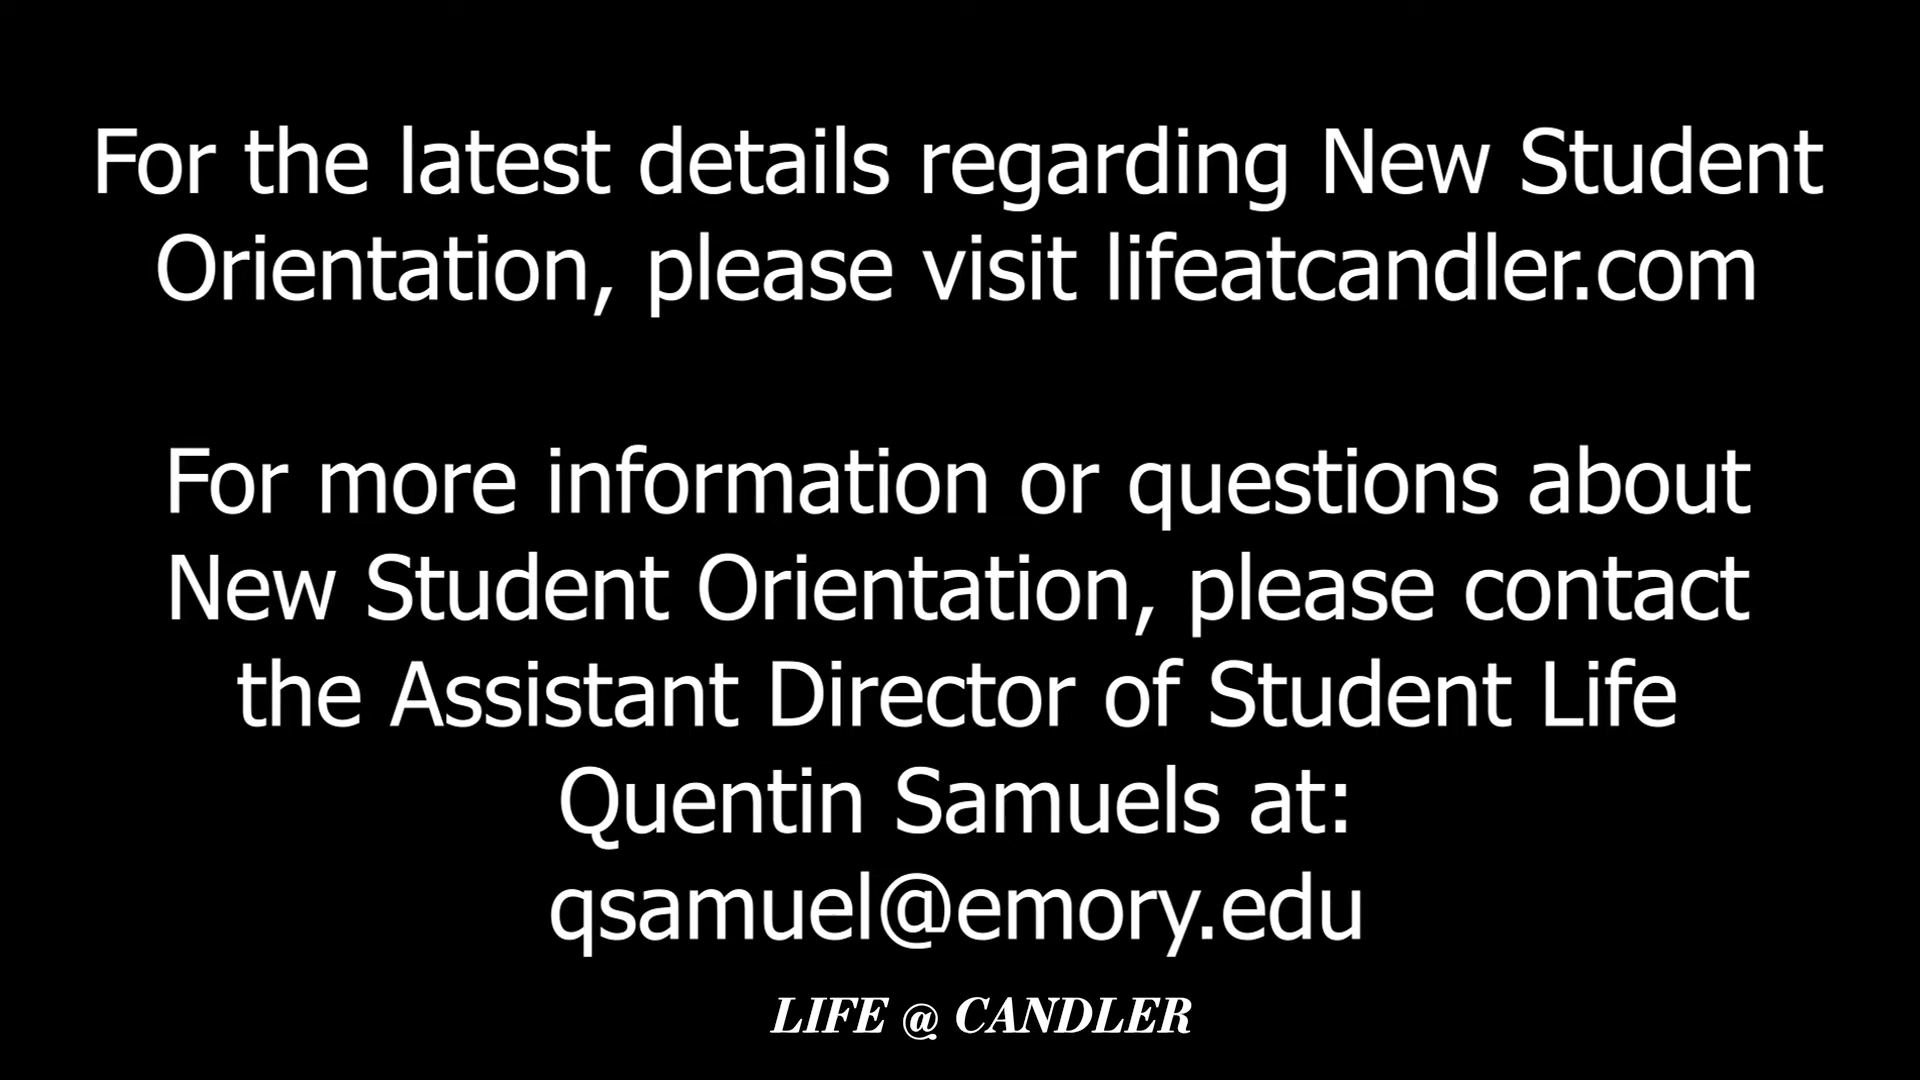 For the latest details regarding New Student
Orientation, please visit lifeatcandler.com
For more information or questions about
New Student Orientation, please contact
the Assistant Director of Student Life
Quentin Samuels at:
qsamuel@emory.edu
LIFE @ CANDLER